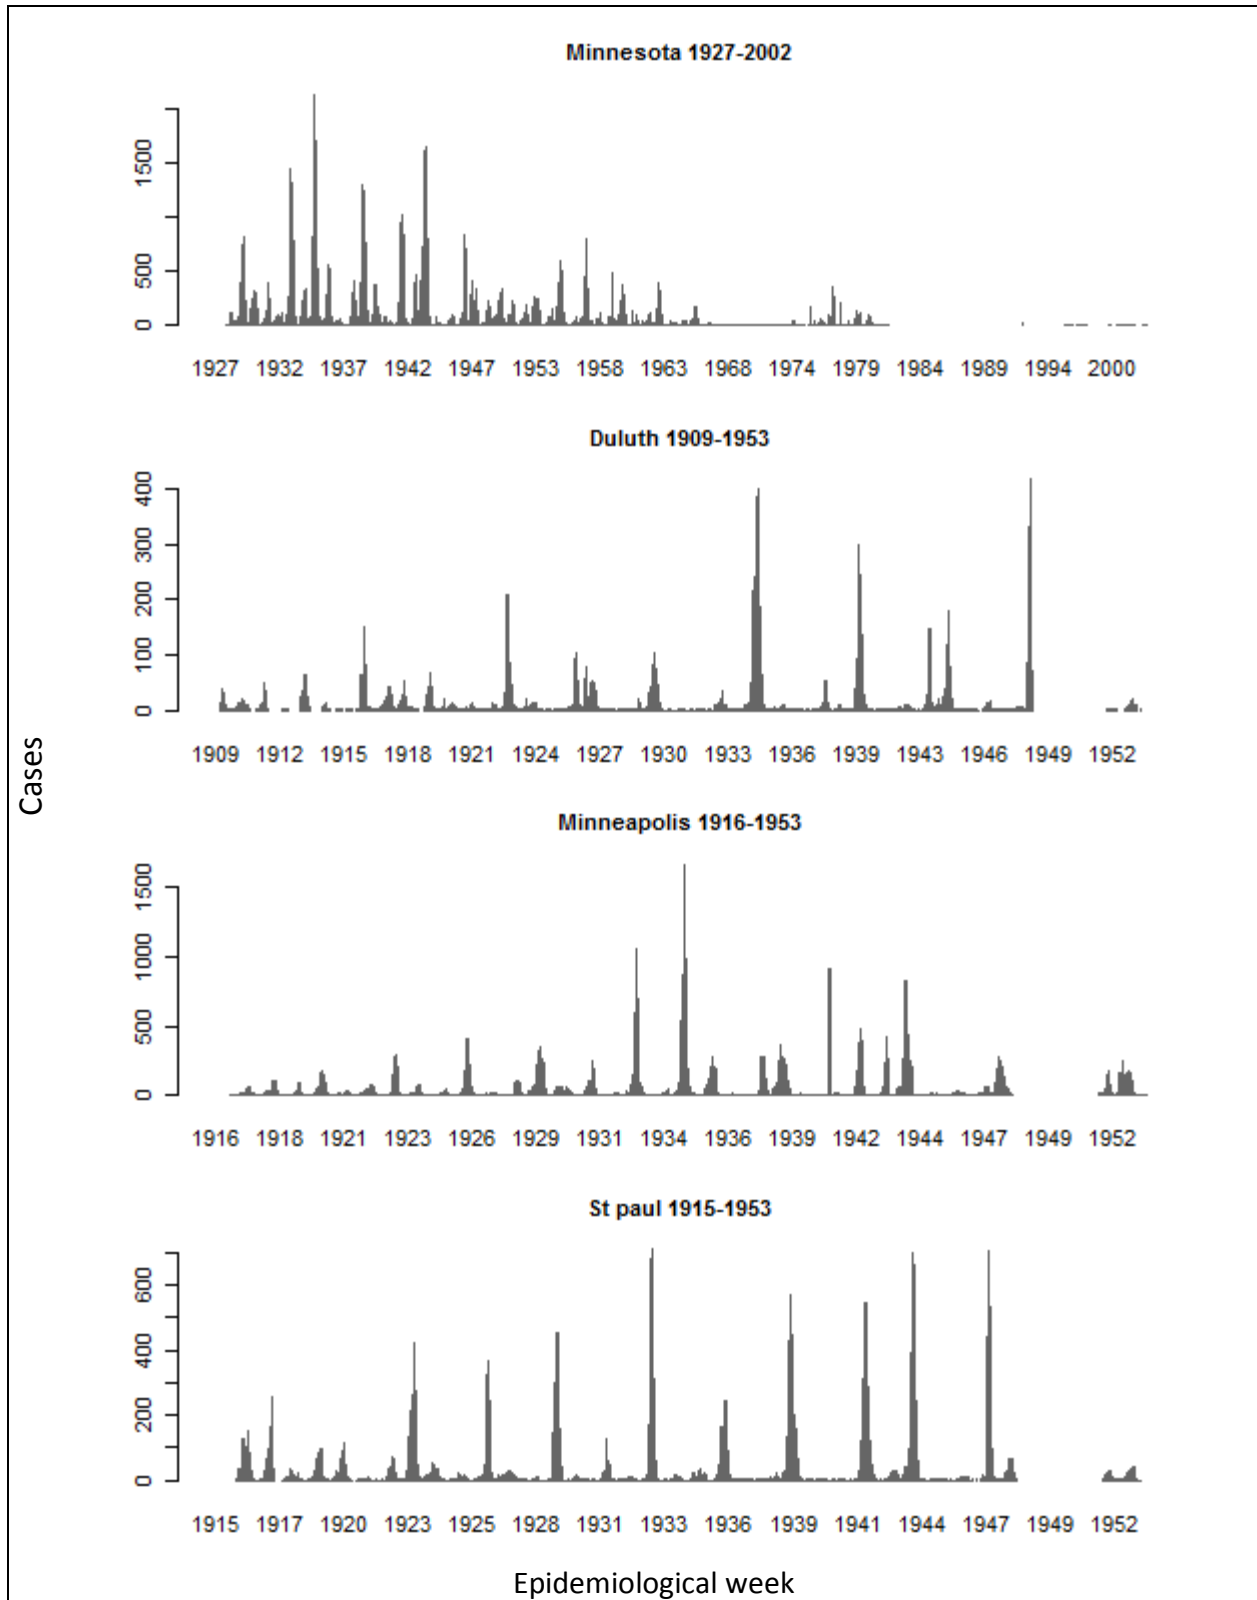 Minnesota 1927-2002
1500
500
0
1927 1932 1937 1942 1947 1953 1958 1963 1968 1974 1979 1984 1989 1994 2000
Duluth 1909-1953
400
300
200
100
0
1909 1912 1915 1918 1921 1924 1927 1930 1933 1936 1939 1943 1946 1949 1952
Cases
Minneapolis 1916-1953
1500
1000
500
0
1916 1918 1921 1923 1926 1929 1931 1934 1936 1939 1942 1944 1947 1949 1952
St paul 1915-1953
600
400
200
0
1915 1917 1920 1923 1925 1928 1931 1933 1936 1939 1941 1944 1947 1949 1952
Epidemiological week